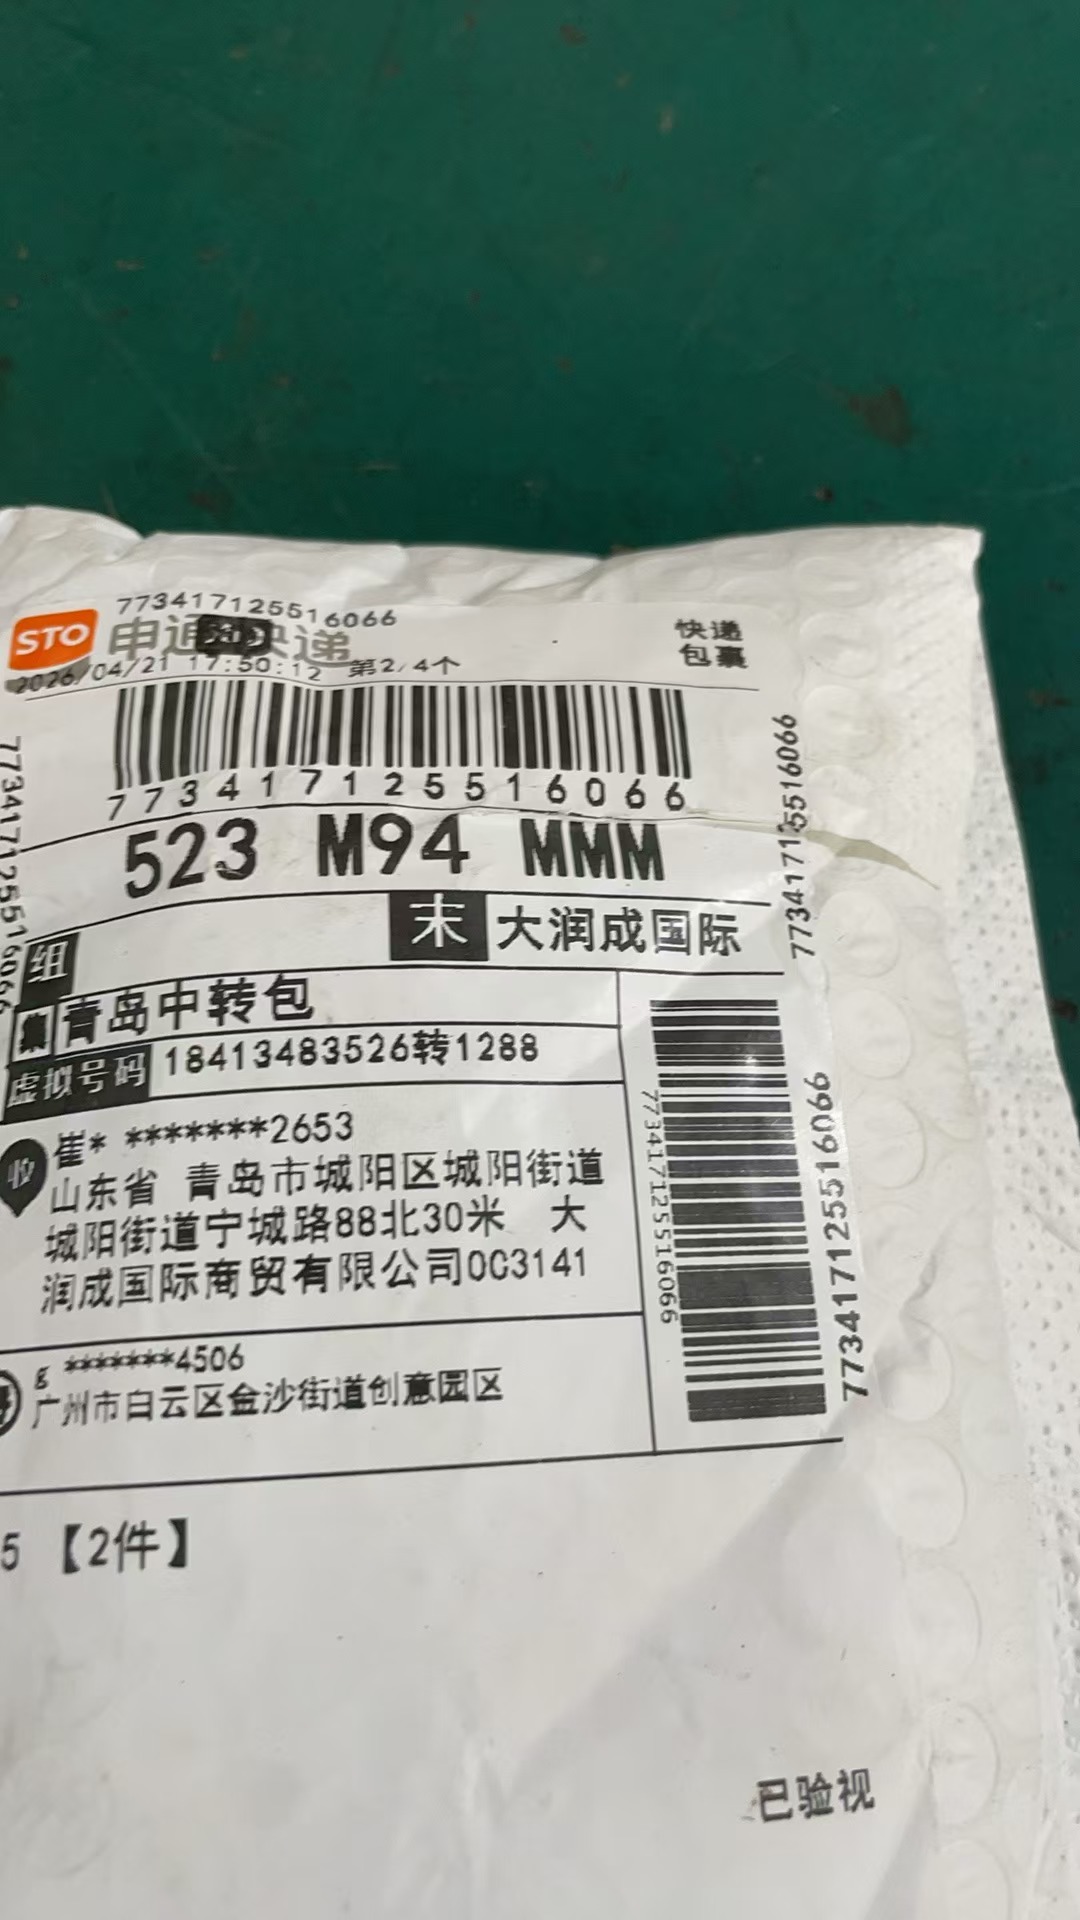 773417125516066
STO 申通快递
快递
包裹
2026/04/21 17:50:12 第2/4个
773417125516066
773417125516066
773417125516066
523 M94 MMM
末 大润成国际
组
集 青岛中转包
虚拟号码 18413483526转1288
收 崔* *******2653
山东省 青岛市城阳区城阳街道
城阳街道宁城路88北30米 大
润成国际商贸有限公司0C3141
773417125516066
773417125516066
g *******4506
广州市白云区金沙街道创意园区
5 【2件】
已验视